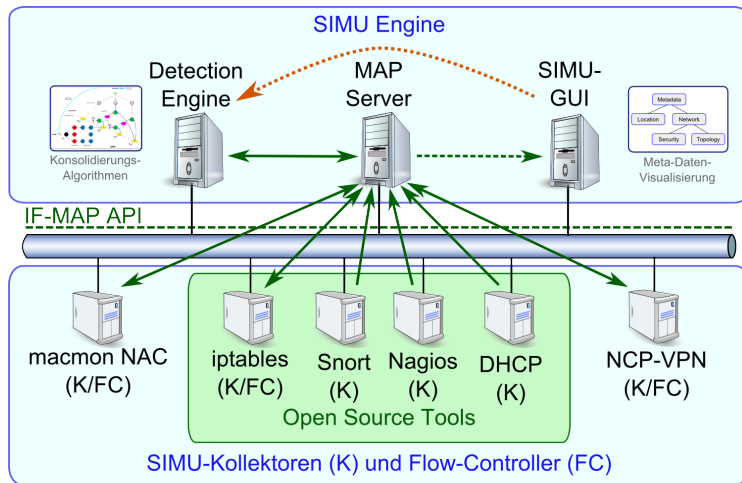 SIMU Engine
Detection
Engine
MAP
Server
SIMU-
GUI
Konsolidierungs-
Algorithmen
Metadata
Location
Network
Security
Topology
Meta-Daten-
Visualisierung
IF-MAP API
macmon NAC
(K/FC)
iptables
(K/FC)
Snort
(K)
Nagios
(K)
DHCP
(K)
NCP-VPN
(K/FC)
Open Source Tools
SIMU-Kollektoren (K) und Flow-Controller (FC)